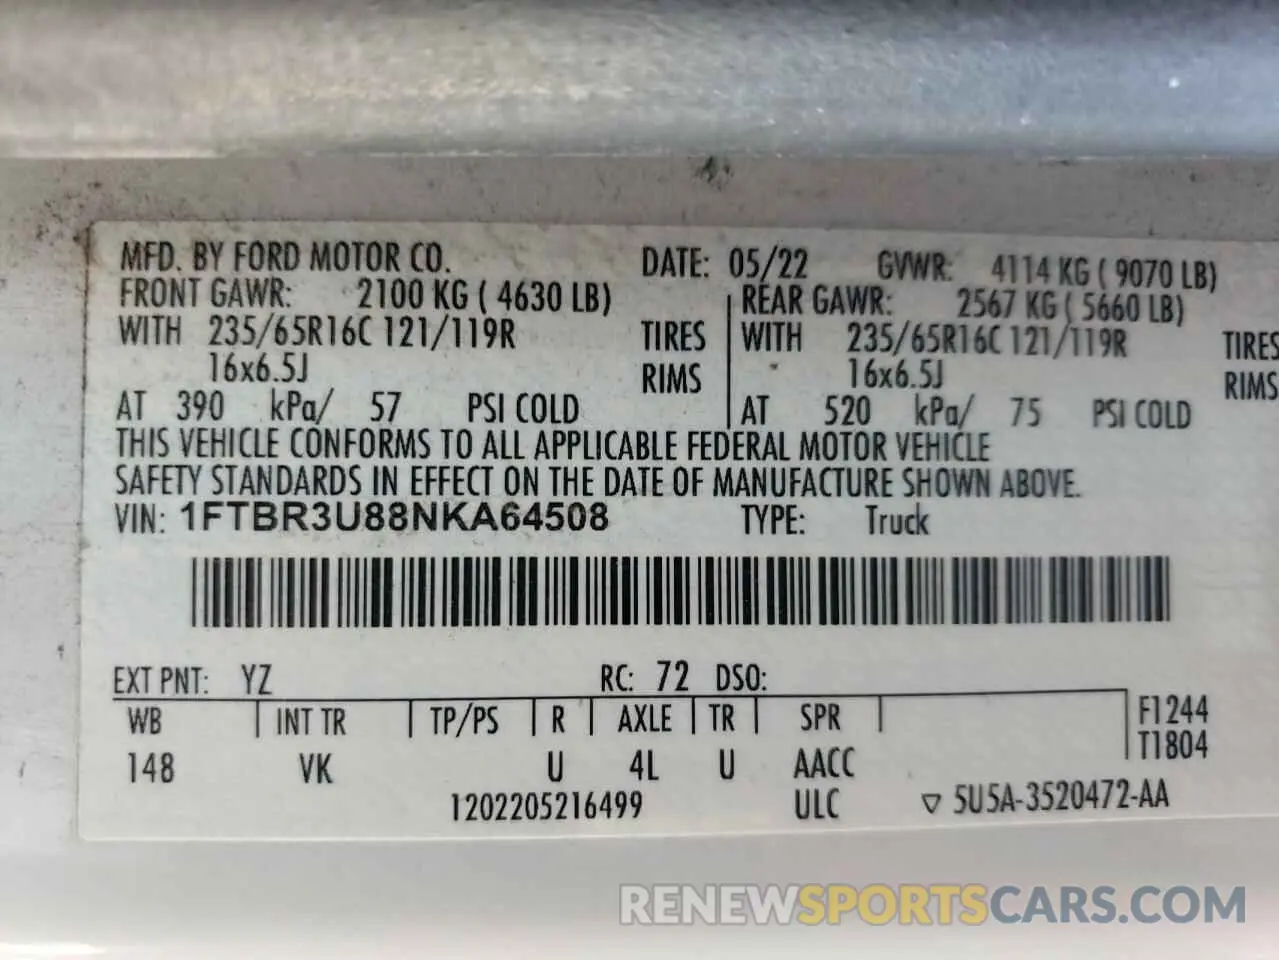 MFD. BY FORD MOTOR CO. DATE: 05/22 GVWR: 4114 KG ( 9070 LB)
FRONT GAWR: 2100 KG ( 4630 LB) REAR GAWR: 2567 KG ( 5660 LB)
WITH 235/65R16C 121/119R TIRES WITH 235/65R16C 121/119R TIRES
16x6.5J RIMS 16x6.5J RIMS
AT 390 kPa/ 57 PSI COLD AT 520 kPa/ 75 PSI COLD
THIS VEHICLE CONFORMS TO ALL APPLICABLE FEDERAL MOTOR VEHICLE
SAFETY STANDARDS IN EFFECT ON THE DATE OF MANUFACTURE SHOWN ABOVE.
VIN: 1FTBR3U88NKA64508 TYPE: Truck
EXT PNT: YZ RC: 72 DSO:
WB INT TR TP/PS R AXLE TR SPR F1244
T1804
148 VK U 4L U AACC
1202205216499 ULC ▽ 5U5A-3520472-AA
RENEWSPORTSCARS.COM